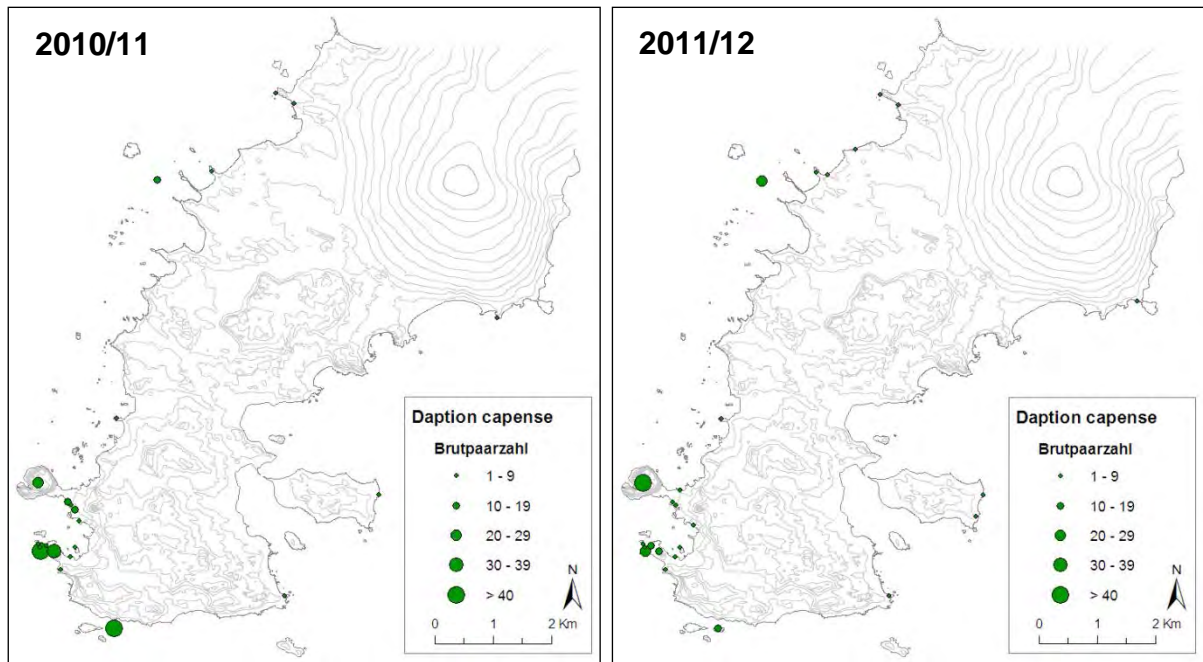 2010/11
Daption capense
Brutpaarzahl
1 - 9
10 - 19
20 - 29
30 - 39
> 40
N
0 1 2 Km
2011/12
Daption capense
Brutpaarzahl
1 - 9
10 - 19
20 - 29
30 - 39
> 40
N
0 1 2 Km